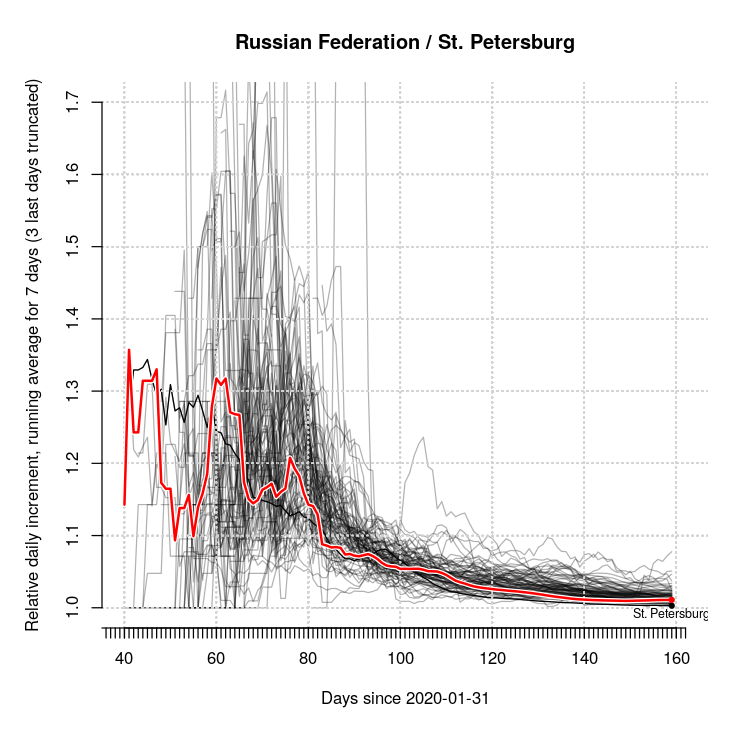 Russian Federation / St. Petersburg
Relative daily increment, running average for 7 days (3 last days truncated)
1.7
1.6
1.5
1.4
1.3
1.2
1.1
1.0
St. Petersburg
40 60 80 100 120 140 160
Days since 2020-01-31